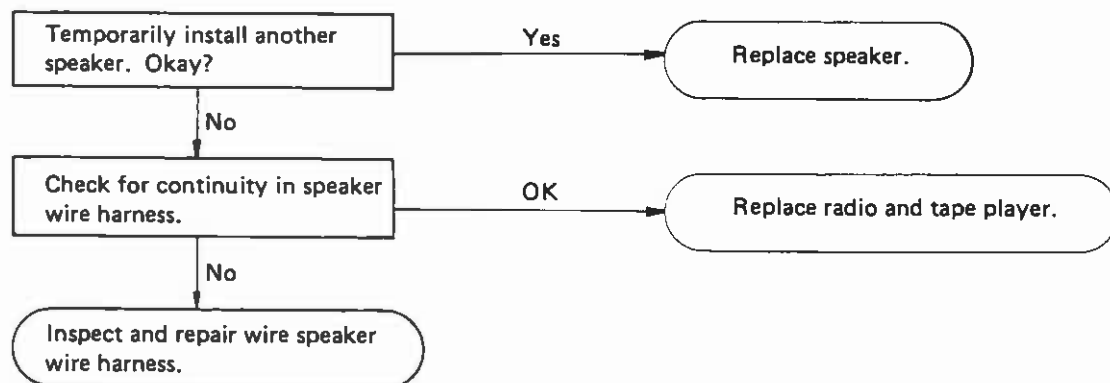 Temporarily install another
speaker. Okay?
Yes
Replace speaker.
No
Check for continuity in speaker
wire harness.
OK
Replace radio and tape player.
No
Inspect and repair wire speaker
wire harness.